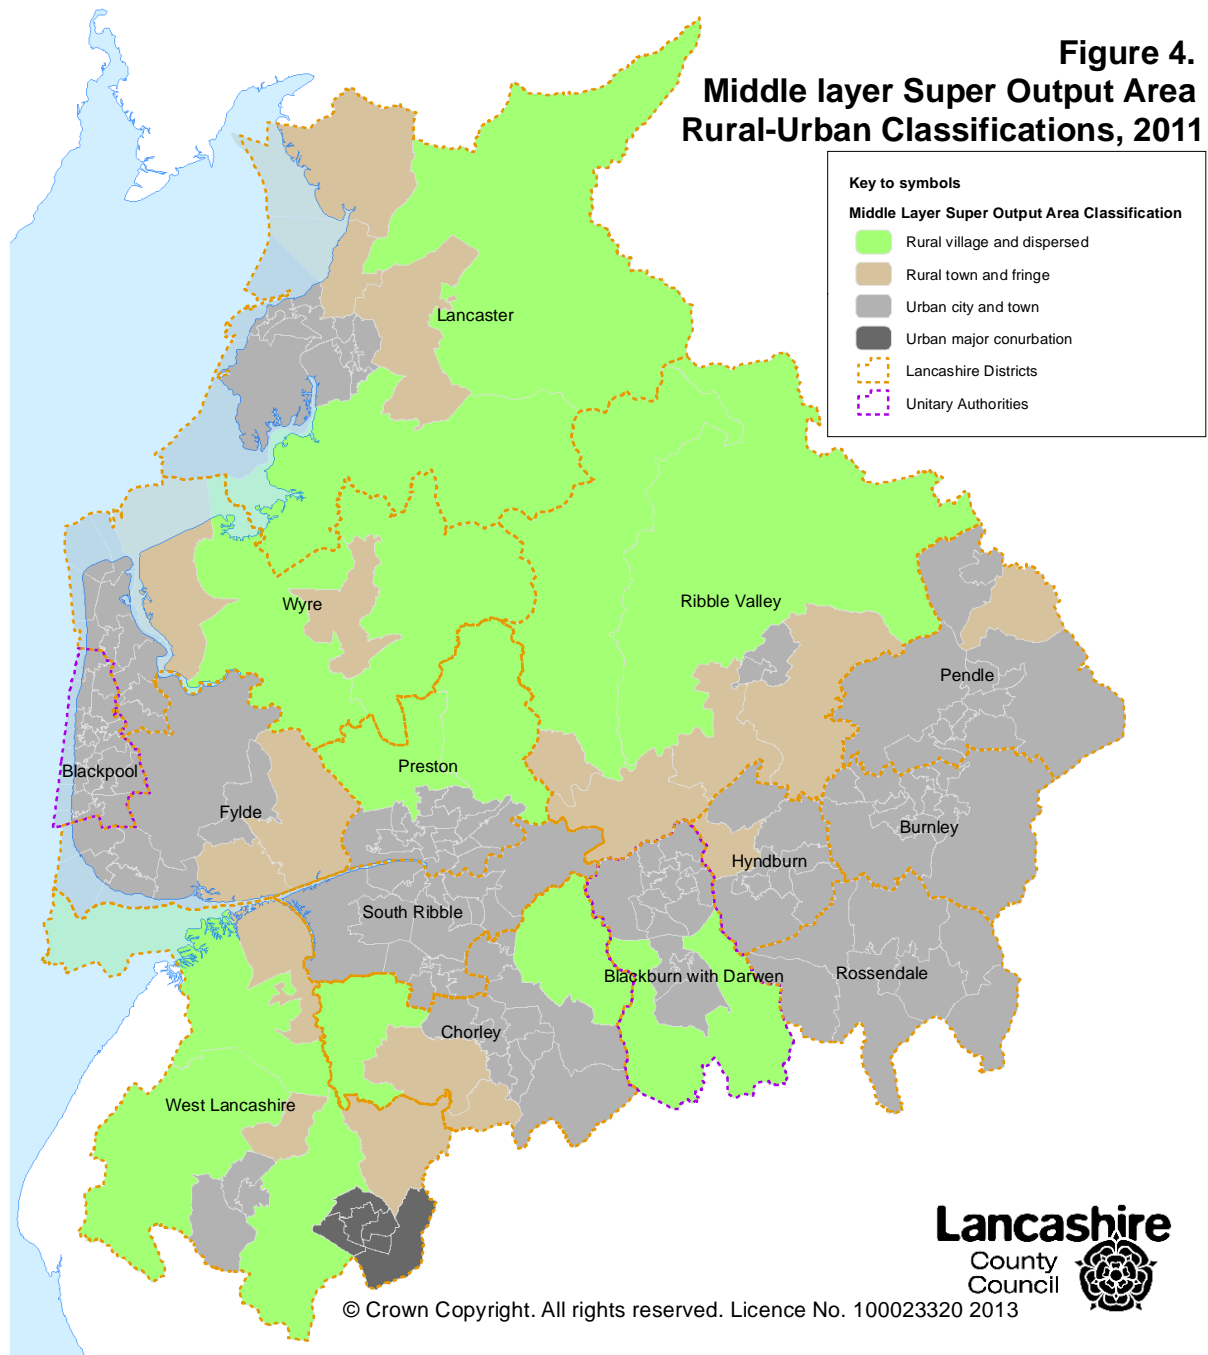 Figure 4.
Middle layer Super Output Area
Rural-Urban Classifications, 2011
Key to symbols
Middle Layer Super Output Area Classification
Rural village and dispersed
Rural town and fringe
Urban city and town
Urban major conurbation
Lancashire Districts
Unitary Authorities
Lancaster
Wyre
Ribble Valley
Pendle
Blackpool
Preston
Fylde
Burnley
Hyndburn
South Ribble
Blackburn with Darwen
Rossendale
Chorley
West Lancashire
Lancashire
County
Council
© Crown Copyright. All rights reserved. Licence No. 100023320 2013